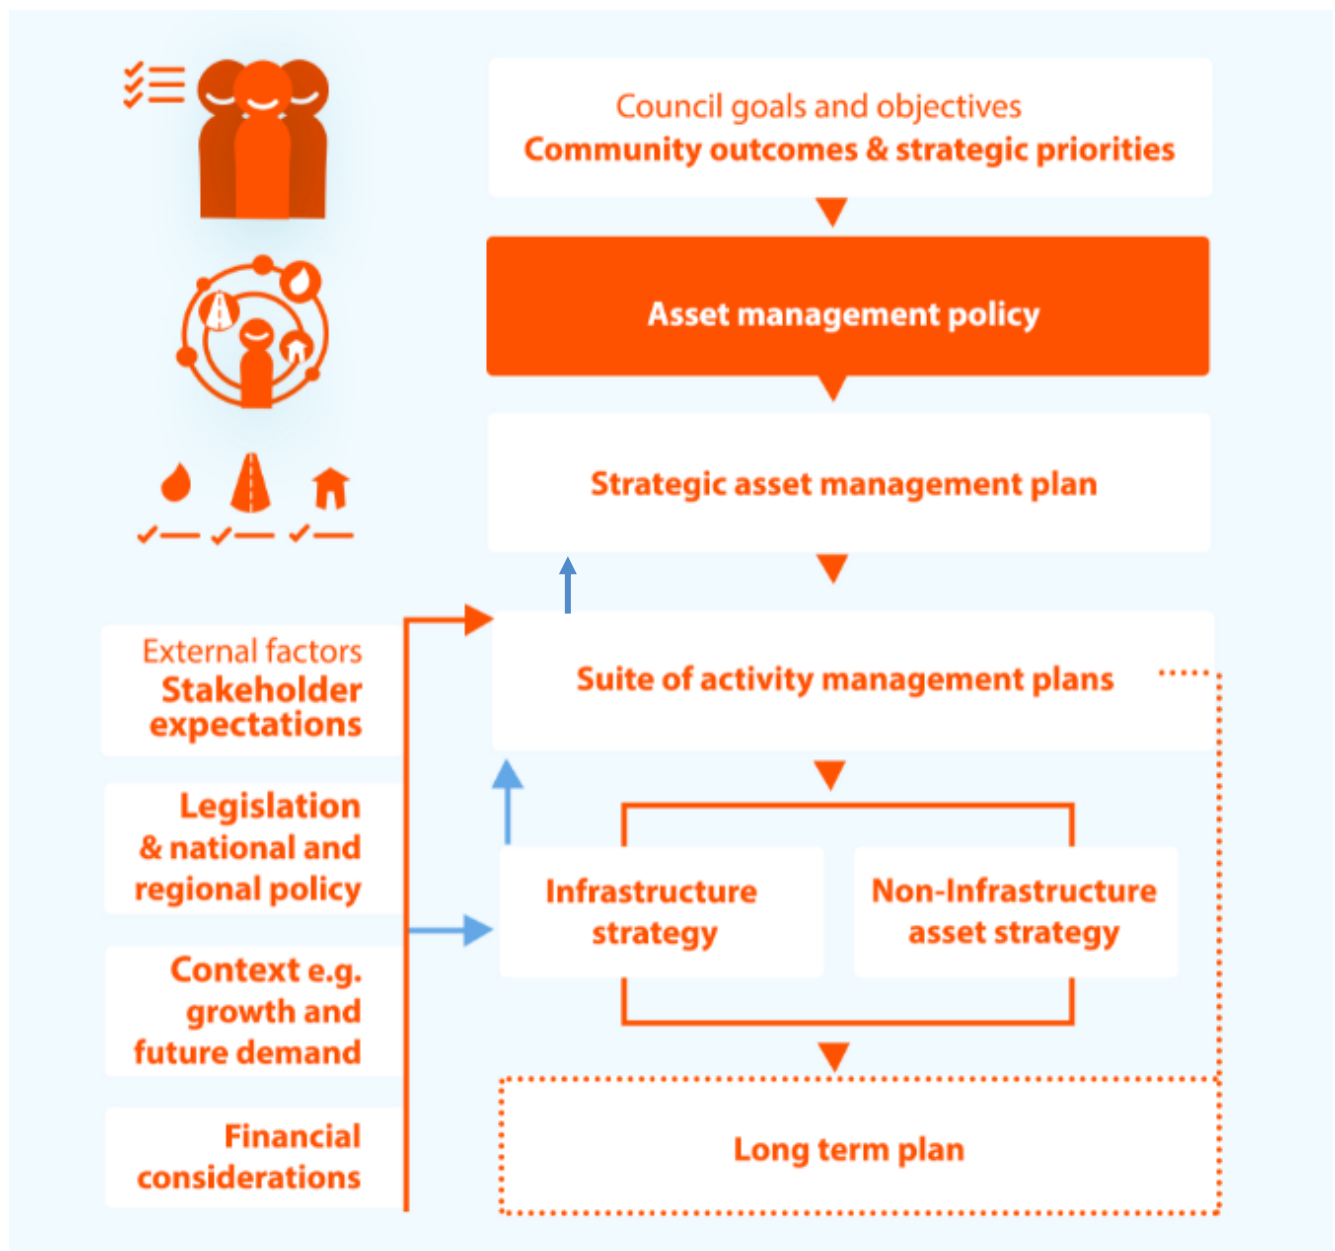 Council goals and objectives
Community outcomes & strategic priorities
Asset management policy
Strategic asset management plan
External factors
Stakeholder
expectations
Suite of activity management plans
Legislation
& national and
regional policy
Infrastructure
strategy
Non-Infrastructure
asset strategy
Context e.g.
growth and
future demand
Financial
considerations
Long term plan